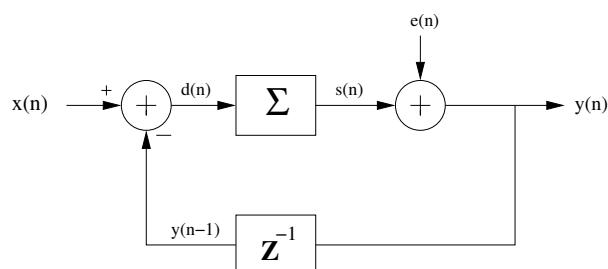 e(n)
+ d(n) Σ s(n)
x(n) + + y(n)
−
y(n−1) z⁻¹